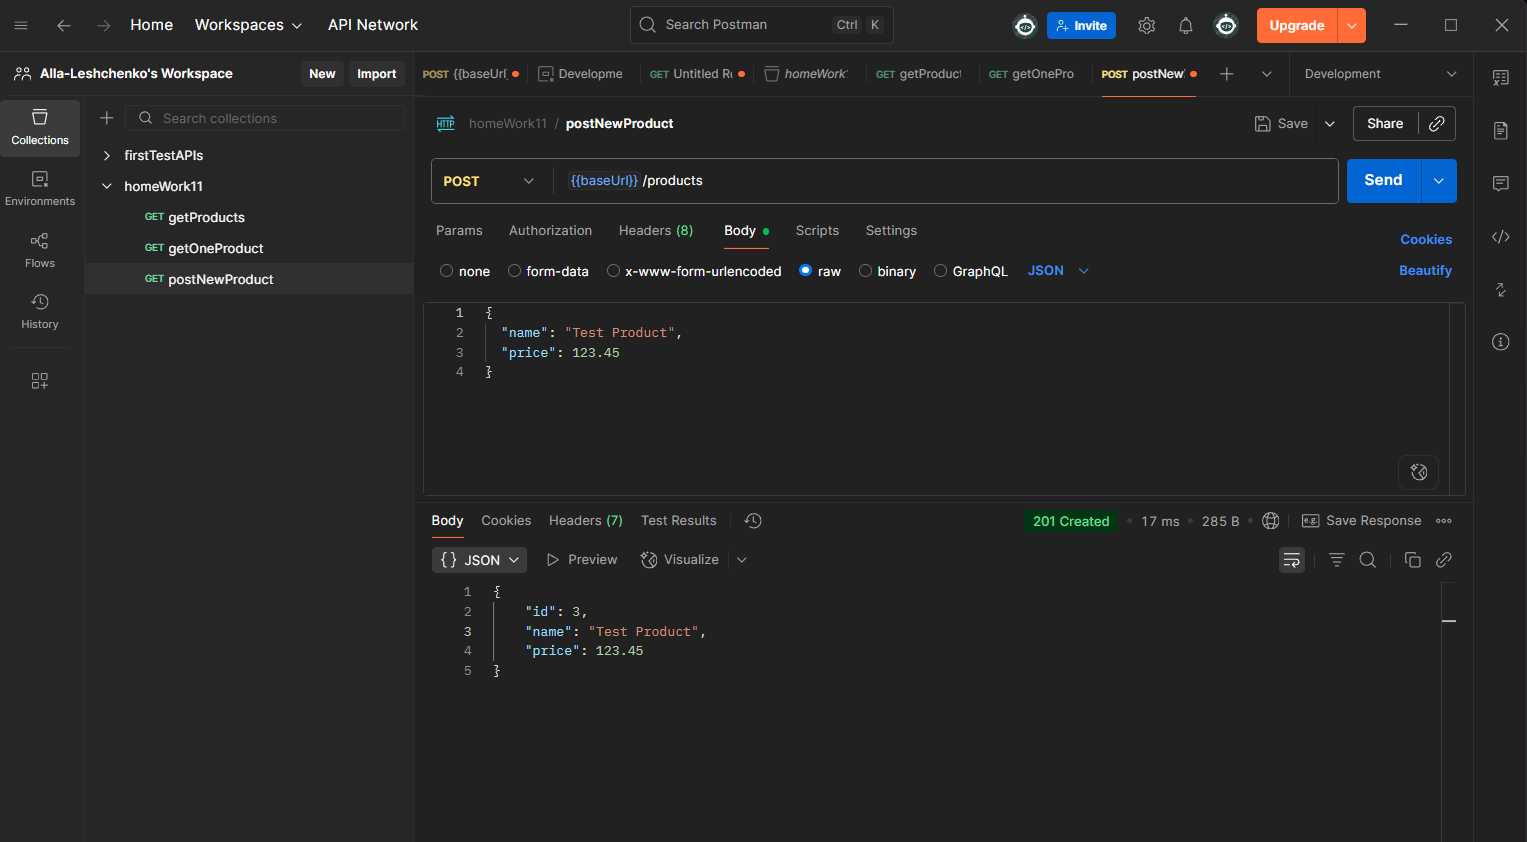 Home Workspaces API Network Search Postman Ctrl K Invite Upgrade
Alla-Leshchenko's Workspace New Import
POST {{baseUrl GET Untitled Re homeWork' GET getProduct GET getOnePro POST postNew Development
Developme
Collections
Environments
Flows
History
Search collections
firstTestAPIs
homeWork11
GET getProducts
GET getOneProduct
GET postNewProduct
HTTP homeWork11 / postNewProduct Save Share
POST {{baseUrl}} /products Send
Params Authorization Headers (8) Body Scripts Settings Cookies
none form-data x-www-form-urlencoded raw binary GraphQL JSON Beautify
1 {
2 "name": "Test Product",
3 "price": 123.45
4 }
Body Cookies Headers (7) Test Results 201 Created 17 ms 285 B e.g. Save Response
{} JSON Preview Visualize
1 {
2 "id": 3,
3 "name": "Test Product",
4 "price": 123.45
5 }